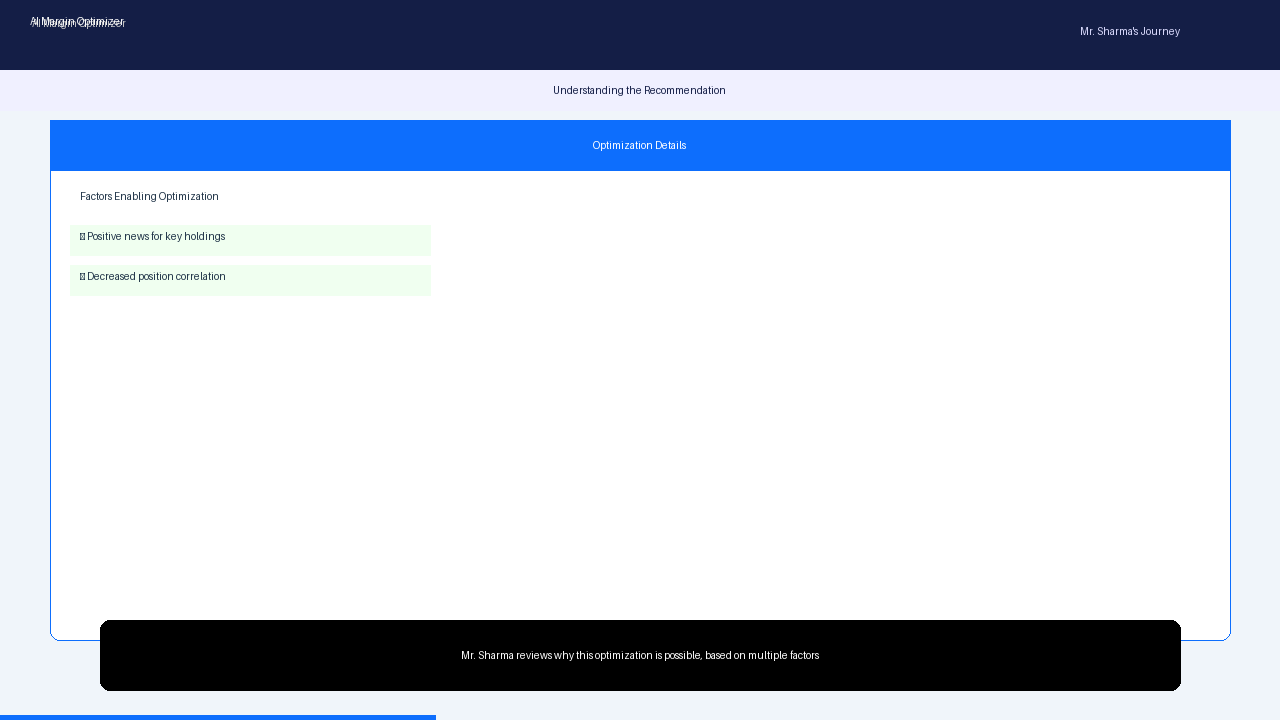 AI Margin Optimizer
Mr. Sharma's Journey
Understanding the Recommendation
Optimization Details
Factors Enabling Optimization
Positive news for key holdings
Decreased position correlation
Mr. Sharma reviews why this optimization is possible, based on multiple factors